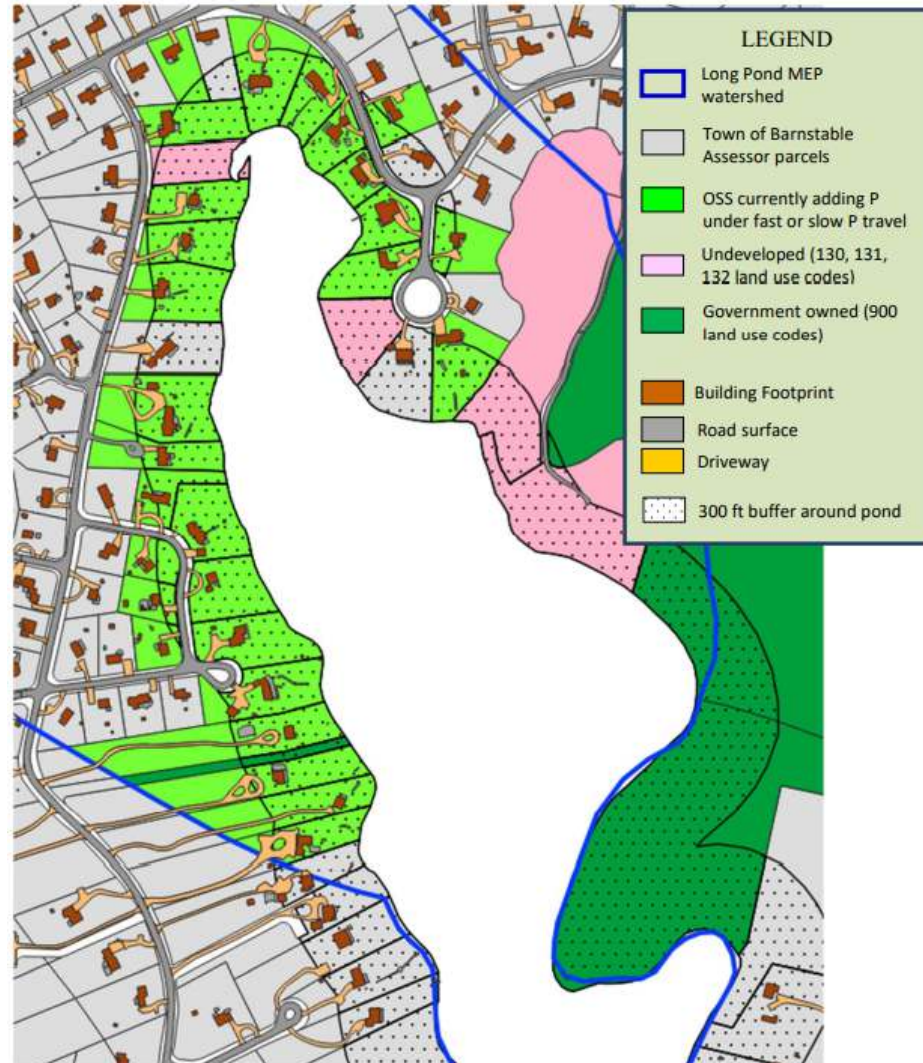 LEGEND
Long Pond MEP
watershed
Town of Barnstable
Assessor parcels
OSS currently adding P
under fast or slow P travel
Undeveloped (130, 131,
132 land use codes)
Government owned (900
land use codes)
Building Footprint
Road surface
Driveway
300 ft buffer around pond